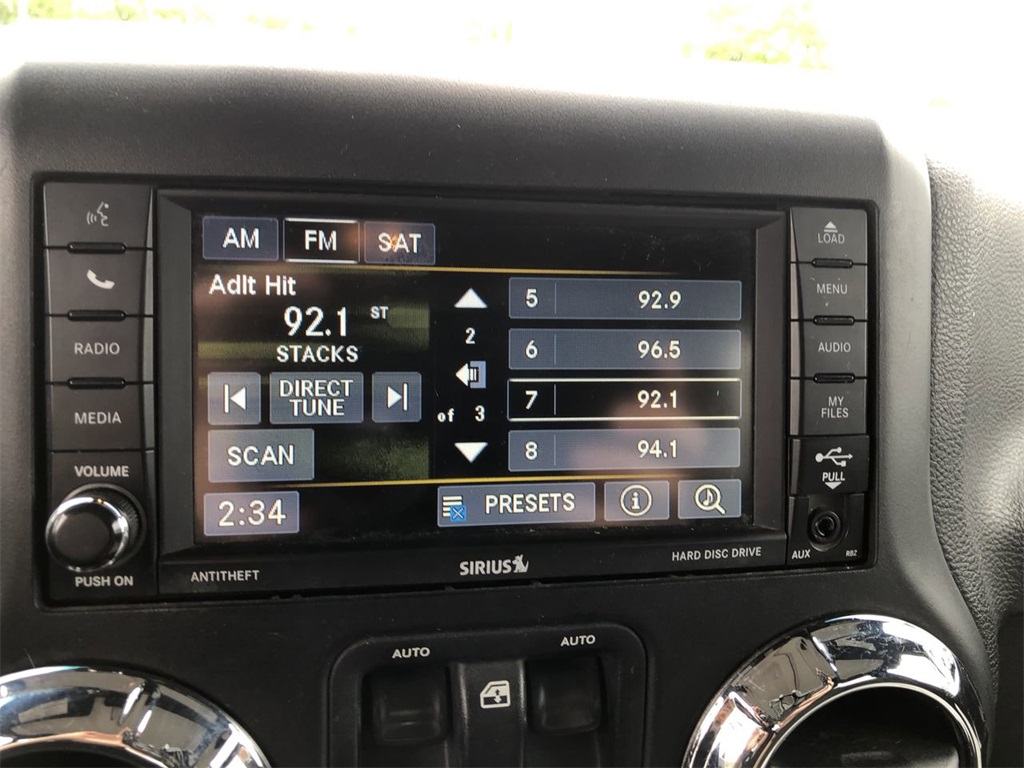 AM FM SAT
Adlt Hit
92.1 ST
STACKS
DIRECT
TUNE
SCAN
2:34
2
of 3
5 92.9
6 96.5
7 92.1
8 94.1
PRESETS
i
RADIO
MEDIA
VOLUME
PUSH ON
LOAD
MENU
AUDIO
MY
FILES
PULL
AUX RB2
ANTITHEFT
SIRIUS
HARD DISC DRIVE
AUTO AUTO